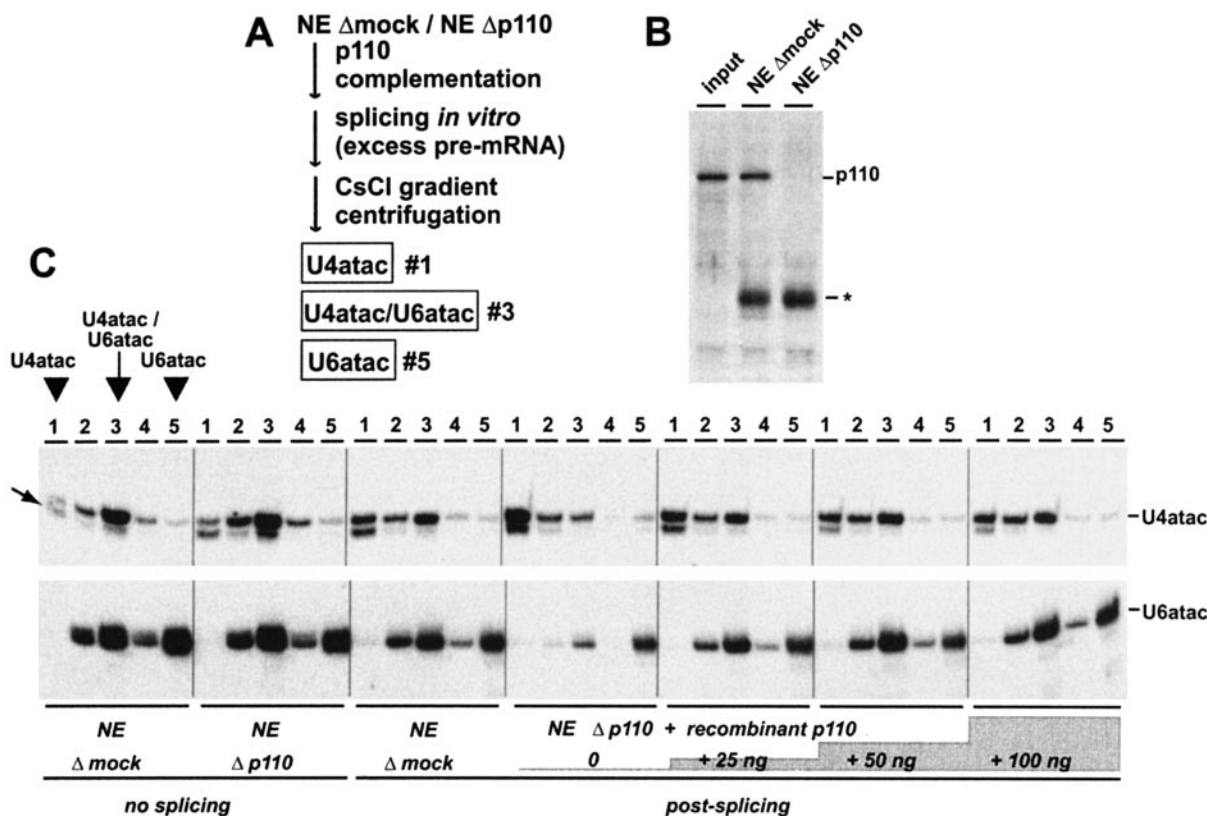 A
NE Δmock / NE Δp110
p110
complementation
splicing in vitro
(excess pre-mRNA)
CsCl gradient
centrifugation
U4atac #1
U4atac/U6atac #3
U6atac #5
B
input
NE Δmock
NE Δp110
p110
*
C
U4atac
U4atac /
U6atac
U6atac
1 2 3 4 5 1 2 3 4 5 1 2 3 4 5 1 2 3 4 5 1 2 3 4 5 1 2 3 4 5 1 2 3 4 5
U4atac
U6atac
NE NE NE NE Δ p110 + recombinant p110
Δ mock Δ p110 Δ mock 0 + 25 ng + 50 ng + 100 ng
no splicing post-splicing